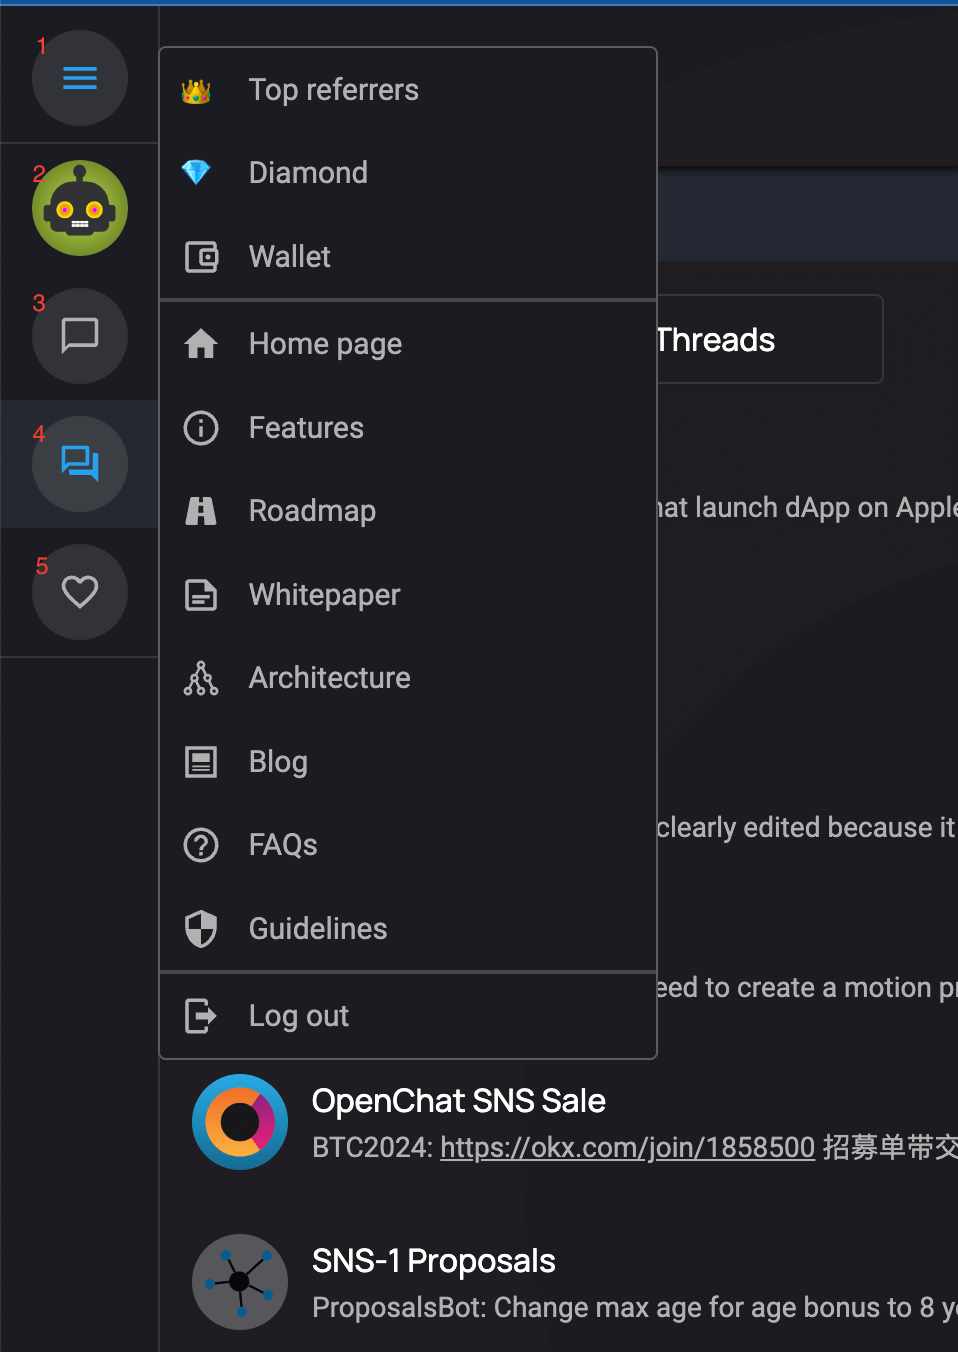 1
2
3
4
5
Top referrers
Diamond
Wallet
Home page
Features
Roadmap
Whitepaper
Architecture
Blog
FAQs
Guidelines
Log out
Threads
hat launch dApp on Apple
clearly edited because it
eed to create a motion pr
OpenChat SNS Sale
BTC2024: https://okx.com/join/1858500 招募单带交
SNS-1 Proposals
ProposalsBot: Change max age for age bonus to 8 ye